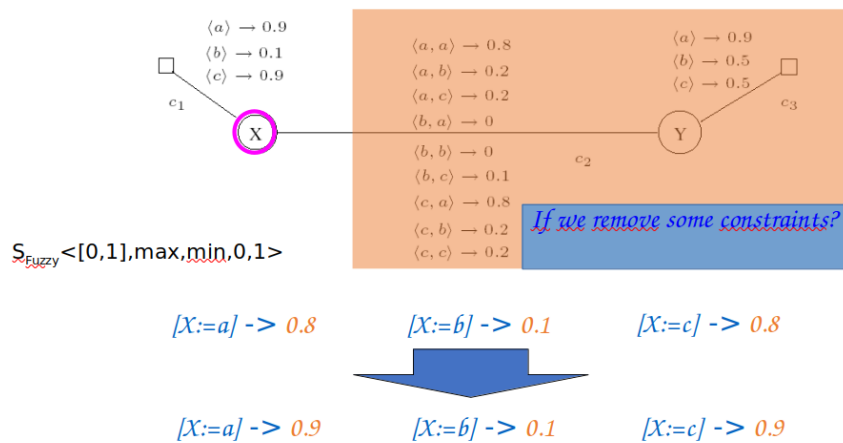 ⟨a⟩ → 0.9
⟨b⟩ → 0.1
⟨c⟩ → 0.9
c₁
X
⟨a, a⟩ → 0.8
⟨a, b⟩ → 0.2
⟨a, c⟩ → 0.2
⟨b, a⟩ → 0
⟨b, b⟩ → 0
⟨b, c⟩ → 0.1
⟨c, a⟩ → 0.8
⟨c, b⟩ → 0.2
⟨c, c⟩ → 0.2
c₂
⟨a⟩ → 0.9
⟨b⟩ → 0.5
⟨c⟩ → 0.5
c₃
Y
If we remove some constraints?
S_Fuzzy<[0,1],max,min,0,1>
[X:=a] -> 0.8
[X:=b] -> 0.1
[X:=c] -> 0.8
[X:=a] -> 0.9
[X:=b] -> 0.1
[X:=c] -> 0.9